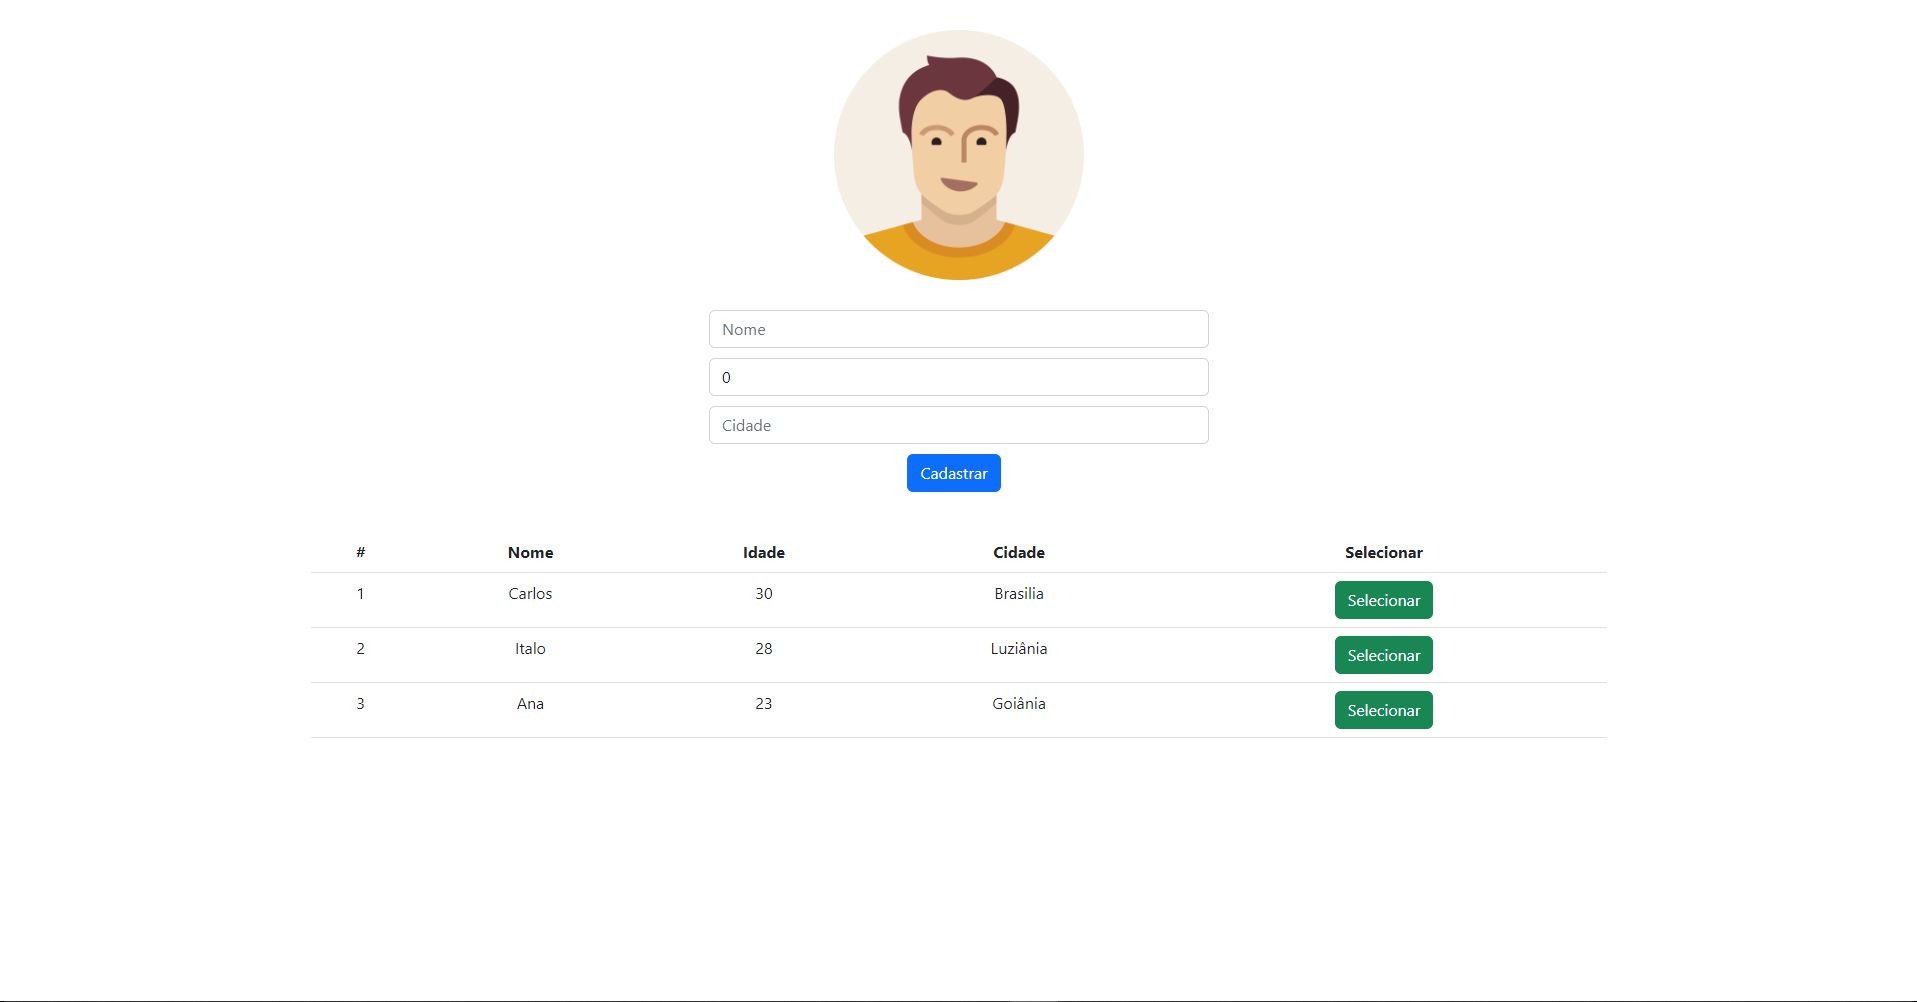 Nome
0
Cidade
Cadastrar
# Nome Idade Cidade Selecionar
1 Carlos 30 Brasilia Selecionar
2 Italo 28 Luziânia Selecionar
3 Ana 23 Goiânia Selecionar